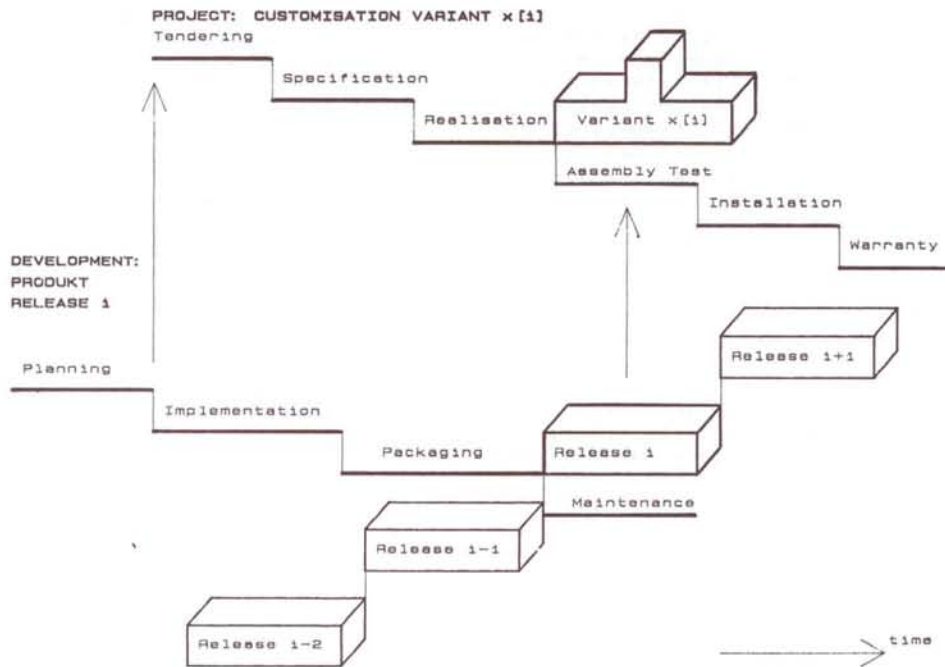 PROJECT: CUSTOMISATION VARIANT x[i]
Tendering
Specification
Realisation
Variant x[i]
Assembly Test
Installation
Warranty
DEVELOPMENT:
PRODUKT
RELEASE i
Planning
Implementation
Packaging
Release i
Release i+1
Maintenance
Release i-1
Release i-2
time